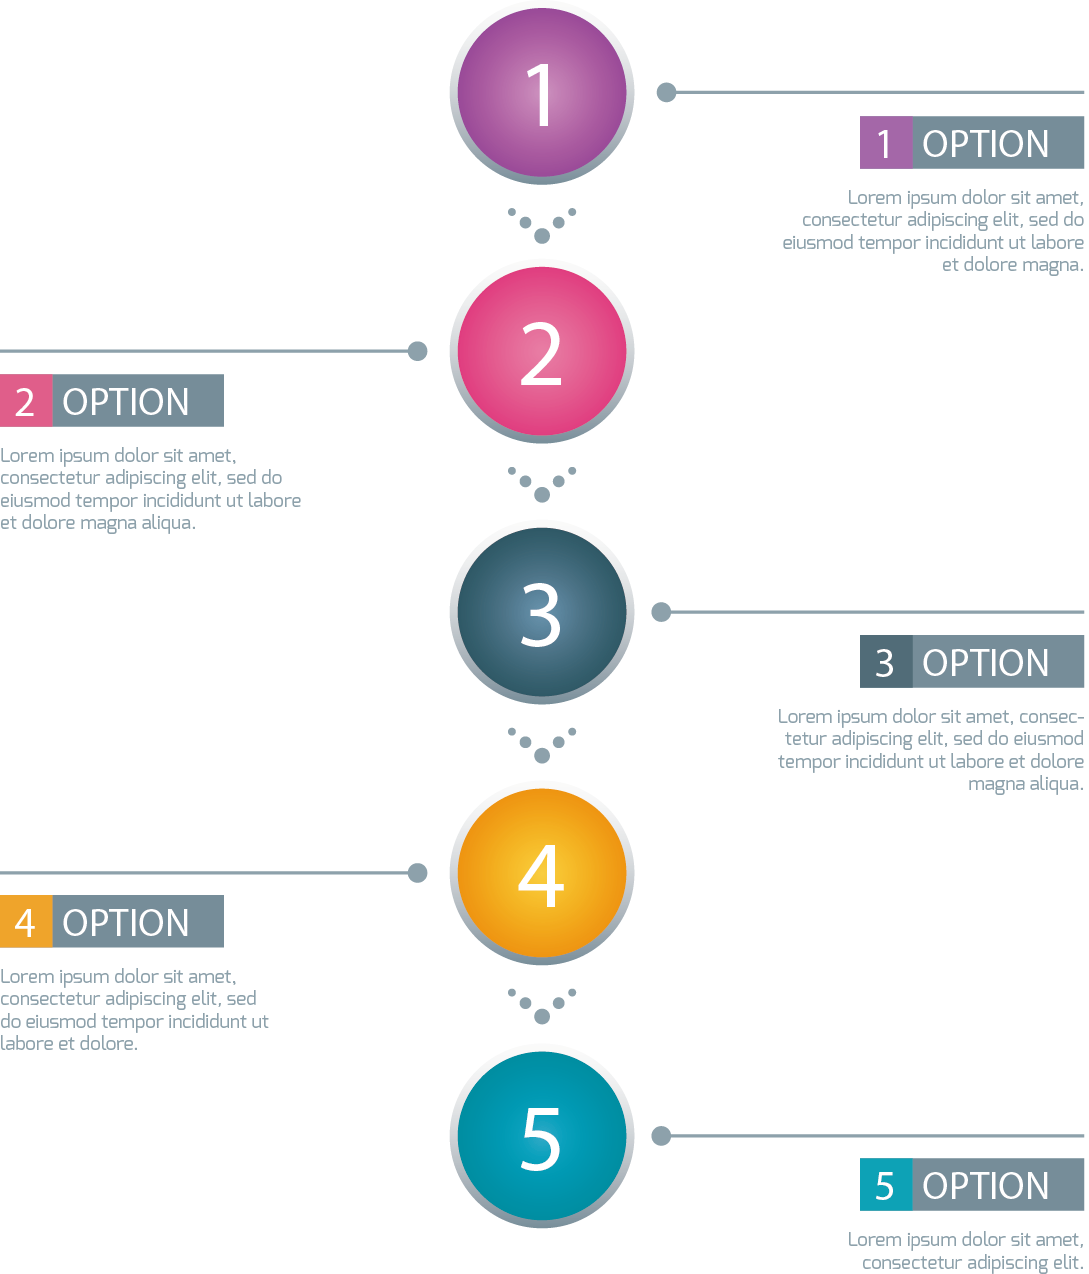 1
1 OPTION
Lorem ipsum dolor sit amet,
consectetur adipiscing elit, sed do
eiusmod tempor incididunt ut labore
et dolore magna.
2
2 OPTION
Lorem ipsum dolor sit amet,
consectetur adipiscing elit, sed do
eiusmod tempor incididunt ut labore
et dolore magna aliqua.
3
3 OPTION
Lorem ipsum dolor sit amet, consec-
tetur adipiscing elit, sed do eiusmod
tempor incididunt ut labore et dolore
magna aliqua.
4
4 OPTION
Lorem ipsum dolor sit amet,
consectetur adipiscing elit, sed
do eiusmod tempor incididunt ut
labore et dolore.
5
5 OPTION
Lorem ipsum dolor sit amet,
consectetur adipiscing elit.